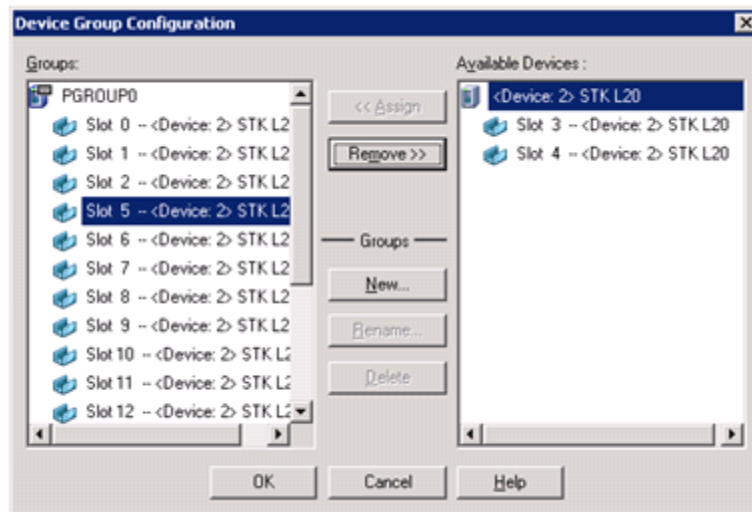 Device Group Configuration
Groups:
PGROUP0
Slot 0 -- <Device: 2> STK L2
Slot 1 -- <Device: 2> STK L2
Slot 2 -- <Device: 2> STK L2
Slot 5 -- <Device: 2> STK L2
Slot 6 -- <Device: 2> STK L2
Slot 7 -- <Device: 2> STK L2
Slot 8 -- <Device: 2> STK L2
Slot 9 -- <Device: 2> STK L2
Slot 10 -- <Device: 2> STK L2
Slot 11 -- <Device: 2> STK L2
Slot 12 -- <Device: 2> STK L2
<< Assign
Remove >>
Groups
New...
Rename...
Delete
Available Devices :
<Device: 2> STK L20
Slot 3 -- <Device: 2> STK L20
Slot 4 -- <Device: 2> STK L20
OK
Cancel
Help